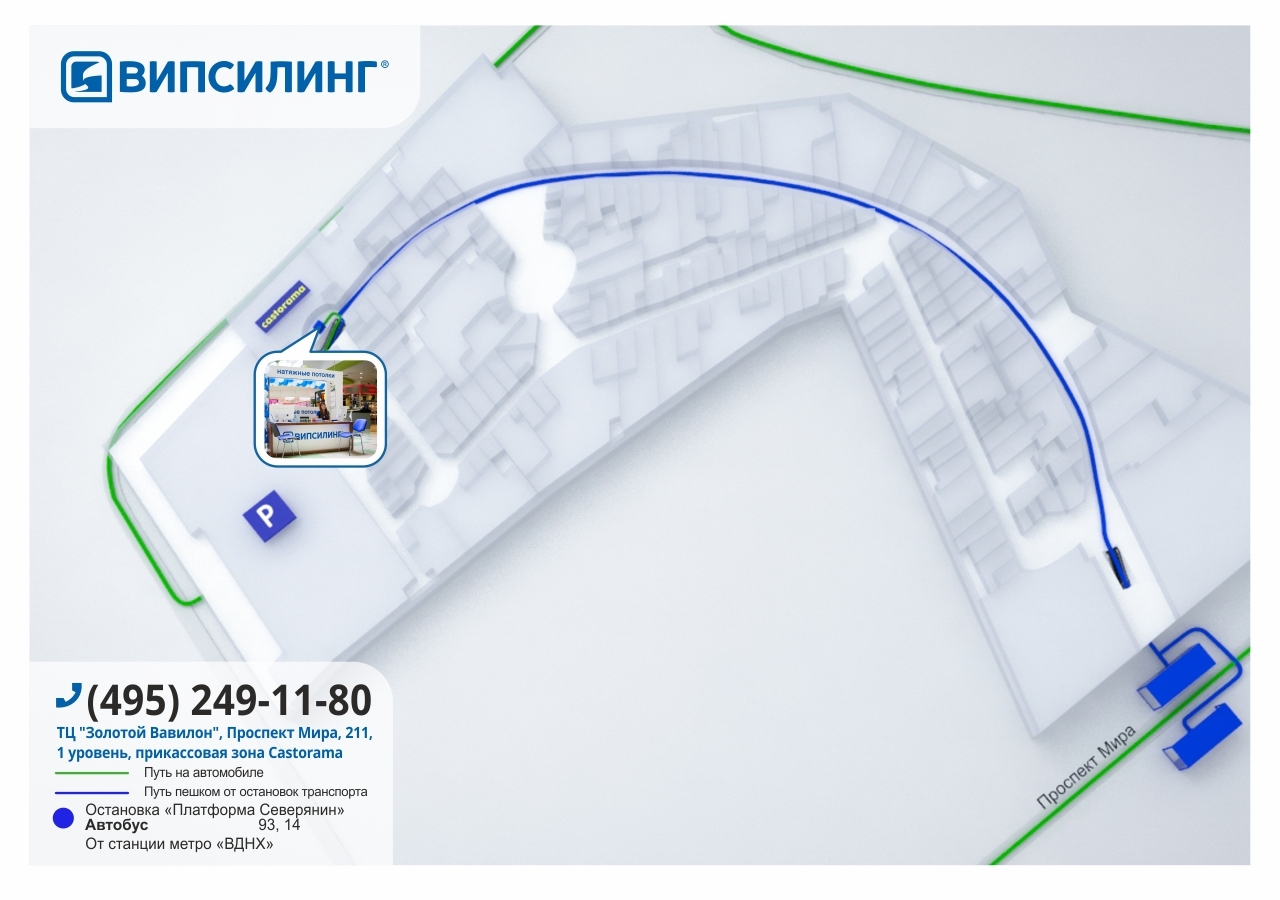 ВИПСИЛИНГ®
castorama
натяжные потолки
ВИПСИЛИНГ
P
Проспект Мира
(495) 249-11-80
ТЦ "Золотой Вавилон", Проспект Мира, 211,
1 уровень, прикассовая зона Castorama
Путь на автомобиле
Путь пешком от остановок транспорта
Остановка «Платформа Северянин»
Автобус 93, 14
От станции метро «ВДНХ»